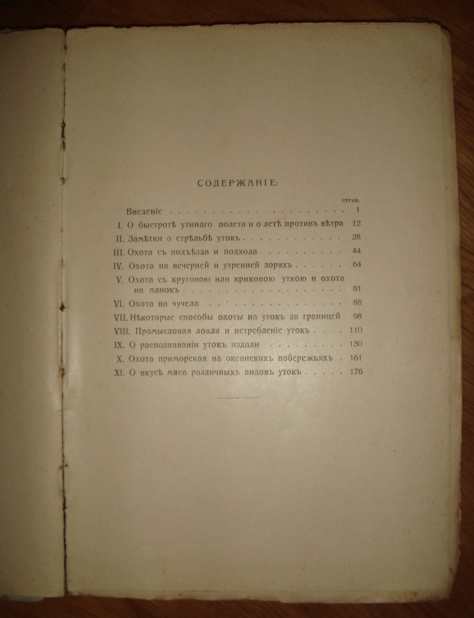 СОДЕРЖАНІЕ:
СТРАН.
Введеніе . . . . . . . . . . . . . . . . . . . 1
I. О быстротѣ утинаго полета и о летѣ противъ вѣтра 12
II. Замѣтки о стрѣльбѣ утокъ . . . . . . . . . . . 28
III. Охота съ подъѣзда и подхода . . . . . . . . . . 44
IV. Охота на вечерней и утренней зоряхъ . . . . . . 64
V. Охота съ круговою или криковою уткою и охота
на манокъ . . . . . . . . . . . . . . . . . 81
VI. Охота на чучела . . . . . . . . . . . . . . . 88
VII. Нѣкоторые способы охоты на утокъ за границей 98
VIII. Промысловая ловля и истребленіе утокъ . . . . 110
IX. О распознаваніи утокъ издали . . . . . . . . . 150
X. Охота приморская на океанскихъ побережьяхъ . 161
XI. О вкусѣ мяса различныхъ видовъ утокъ . . . . . 176